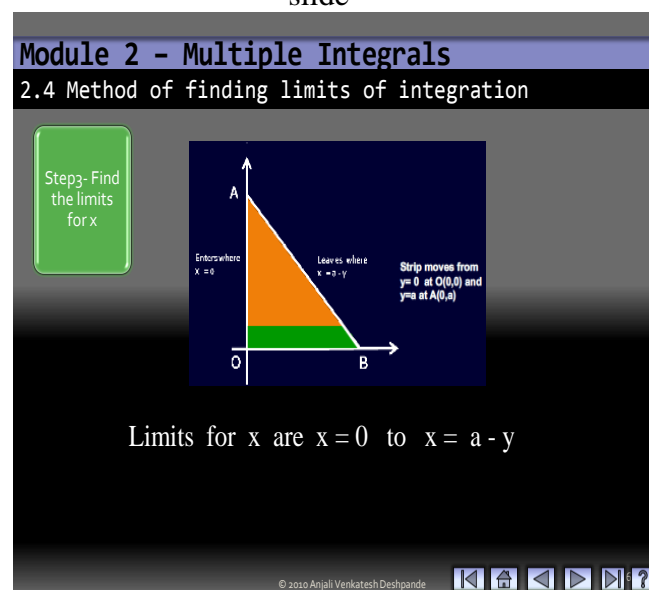 slide
Module 2 – Multiple Integrals
2.4 Method of finding limits of integration
Step3- Find
the limits
for x
A
Enters where
X = 0
Leaves where
x = a - y
Strip moves from
y= 0 at O(0,0) and
y=a at A(0,a)
O
B
Limits for x are x = 0 to x = a - y
© 2010 Anjali Venkatesh Deshpande
6
?